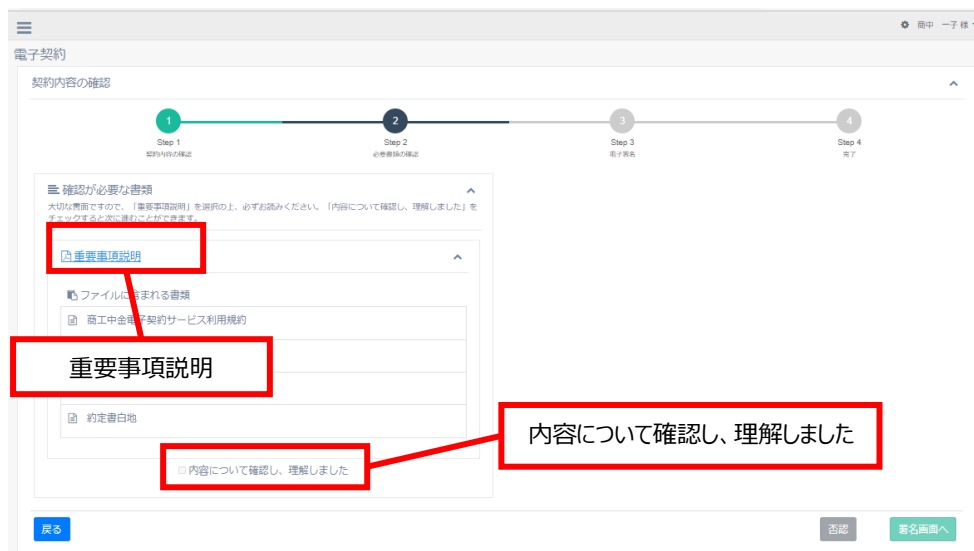 商中 一子 様
電子契約
契約内容の確認
1
2
3
4
Step 1
Step 2
Step 3
Step 4
契約内容の確認
必要書類の確認
電子署名
完了
確認が必要な書類
大切な書面ですので、「重要事項説明」を選択の上、必ずお読みください。「内容について確認し、理解しました」を
チェックすると次に進むことができます。
重要事項説明
ファイルに含まれる書類
商工中金電子契約サービス利用規約
重要事項説明
約定書白地
内容について確認し、理解しました
内容について確認し、理解しました
戻る
否認
署名画面へ